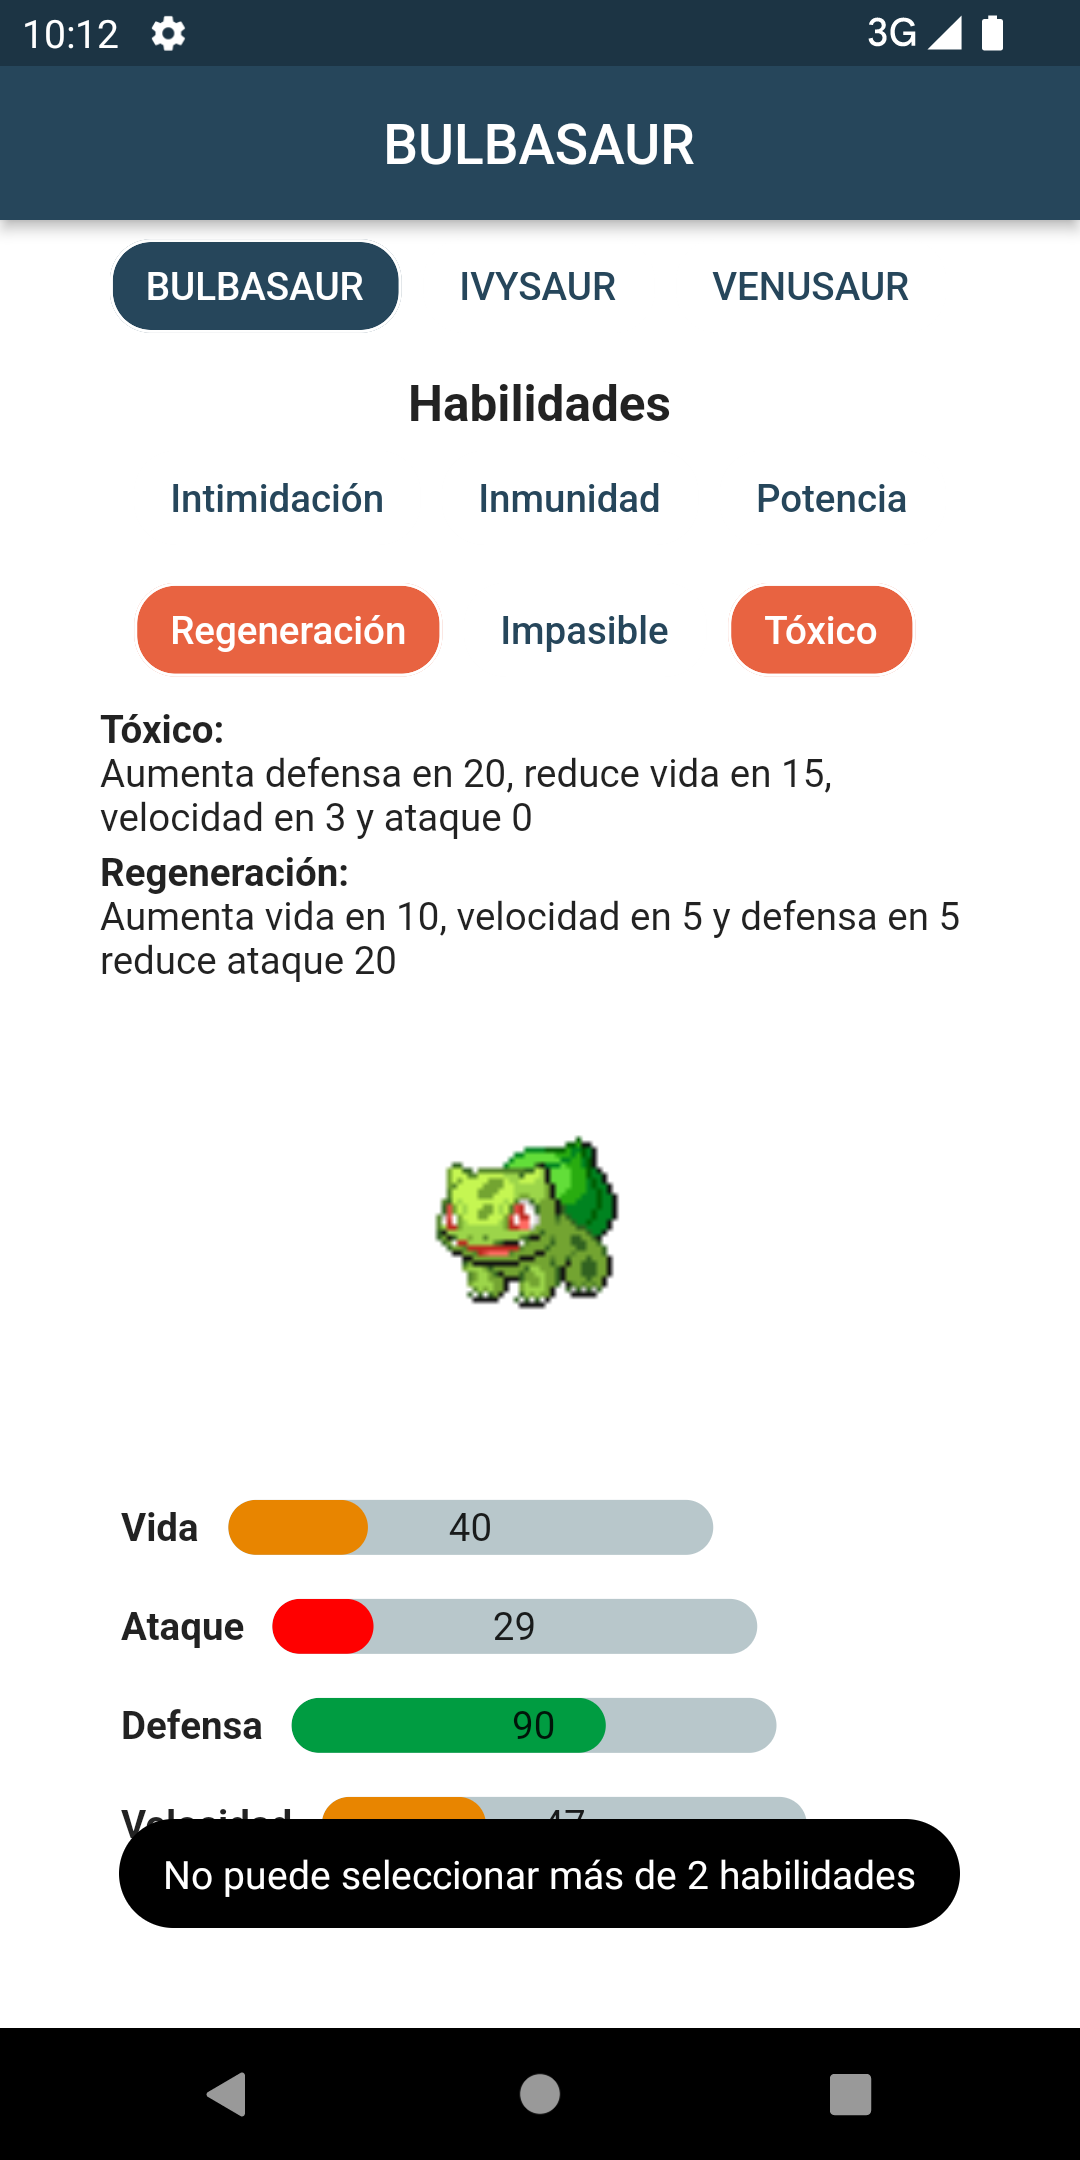 10:12
3G
BULBASAUR
BULBASAUR IVYSAUR VENUSAUR
Habilidades
Intimidación Inmunidad Potencia
Regeneración Impasible Tóxico
Tóxico:
Aumenta defensa en 20, reduce vida en 15,
velocidad en 3 y ataque 0
Regeneración:
Aumenta vida en 10, velocidad en 5 y defensa en 5
reduce ataque 20
Vida 40
Ataque 29
Defensa 90
Velocidad 47
No puede seleccionar más de 2 habilidades